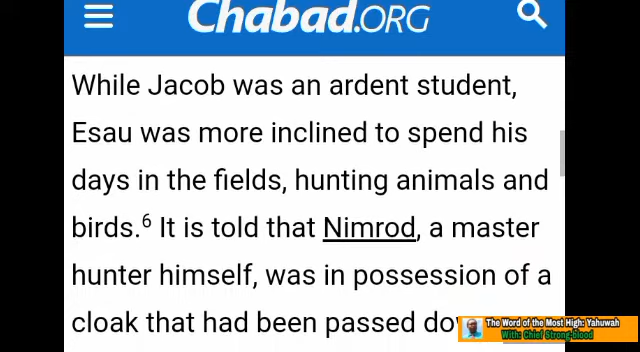 Chabad.ORG
While Jacob was an ardent student,
Esau was more inclined to spend his
days in the fields, hunting animals and
birds.⁶ It is told that Nimrod, a master
hunter himself, was in possession of a
cloak that had been passed
The Word of the Most High: Yahuwah
With: Chief Strong-blood